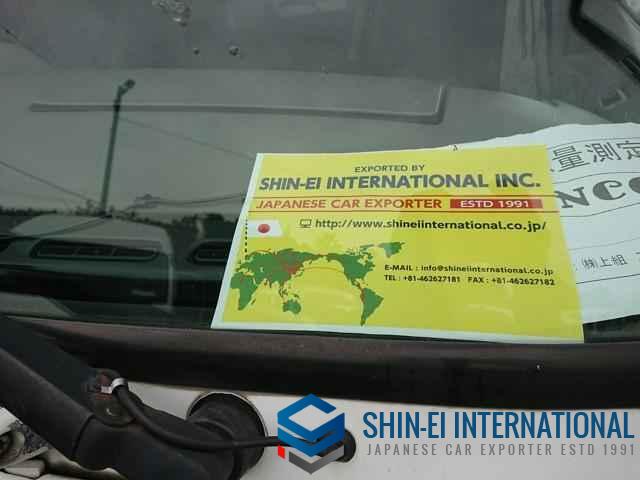 EXPORTED BY
SHIN-EI INTERNATIONAL INC.
JAPANESE CAR EXPORTER ESTD 1991
http://www.shineiinternational.co.jp/
E-MAIL : info@shineiinternational.co.jp
TEL : +81-462627181 FAX : +81-462627182
量測定
NCO
㈱上組
SHIN-EI INTERNATIONAL
JAPANESE CAR EXPORTER ESTD 1991